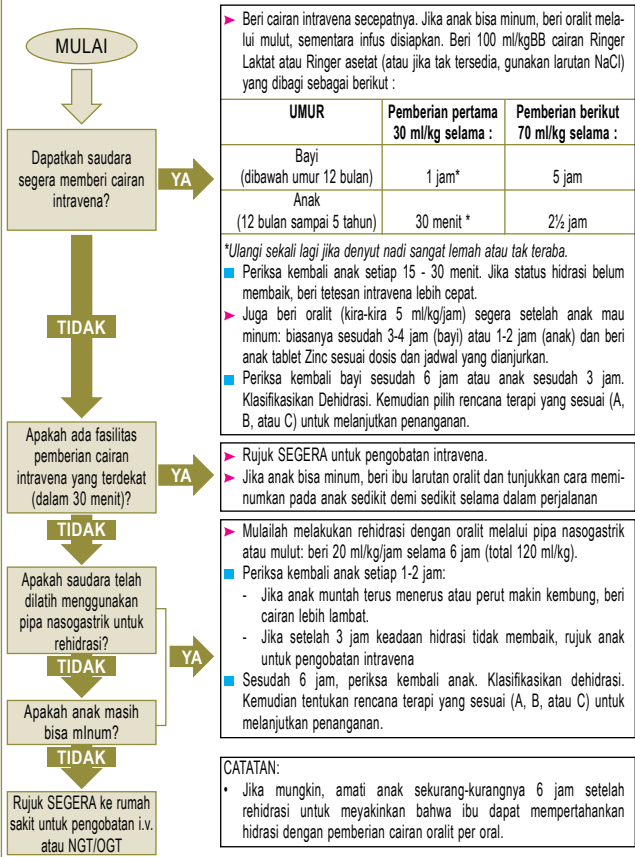 MULAI
Dapatkah saudara
segera memberi cairan
intravena?
YA
➤ Beri cairan intravena secepatnya. Jika anak bisa minum, beri oralit mela-
lui mulut, sementara infus disiapkan. Beri 100 ml/kgBB cairan Ringer
Laktat atau Ringer asetat (atau jika tak tersedia, gunakan larutan NaCl)
yang dibagi sebagai berikut :
UMUR Pemberian pertama Pemberian berikut
30 ml/kg selama : 70 ml/kg selama :
Bayi
(dibawah umur 12 bulan) 1 jam* 5 jam
Anak
(12 bulan sampai 5 tahun) 30 menit * 2½ jam
*Ulangi sekali lagi jika denyut nadi sangat lemah atau tak teraba.
■ Periksa kembali anak setiap 15 - 30 menit. Jika status hidrasi belum
membaik, beri tetesan intravena lebih cepat.
➤ Juga beri oralit (kira-kira 5 ml/kg/jam) segera setelah anak mau
minum: biasanya sesudah 3-4 jam (bayi) atau 1-2 jam (anak) dan beri
anak tablet Zinc sesuai dosis dan jadwal yang dianjurkan.
■ Periksa kembali bayi sesudah 6 jam atau anak sesudah 3 jam.
Klasifikasikan Dehidrasi. Kemudian pilih rencana terapi yang sesuai (A,
B, atau C) untuk melanjutkan penanganan.
TIDAK
Apakah ada fasilitas
pemberian cairan
intravena yang terdekat
(dalam 30 menit)?
YA
➤ Rujuk SEGERA untuk pengobatan intravena.
➤ Jika anak bisa minum, beri ibu larutan oralit dan tunjukkan cara memi-
numkan pada anak sedikit demi sedikit selama dalam perjalanan
TIDAK
Apakah saudara telah
dilatih menggunakan
pipa nasogastrik untuk
rehidrasi?
TIDAK
Apakah anak masih
bisa mInum?
YA
➤ Mulailah melakukan rehidrasi dengan oralit melalui pipa nasogastrik
atau mulut: beri 20 ml/kg/jam selama 6 jam (total 120 ml/kg).
■ Periksa kembali anak setiap 1-2 jam:
- Jika anak muntah terus menerus atau perut makin kembung, beri
cairan lebih lambat.
- Jika setelah 3 jam keadaan hidrasi tidak membaik, rujuk anak
untuk pengobatan intravena
■ Sesudah 6 jam, periksa kembali anak. Klasifikasikan dehidrasi.
Kemudian tentukan rencana terapi yang sesuai (A, B, atau C) untuk
melanjutkan penanganan.
TIDAK
Rujuk SEGERA ke rumah
sakit untuk pengobatan i.v.
atau NGT/OGT
CATATAN:
• Jika mungkin, amati anak sekurang-kurangnya 6 jam setelah
rehidrasi untuk meyakinkan bahwa ibu dapat mempertahankan
hidrasi dengan pemberian cairan oralit per oral.